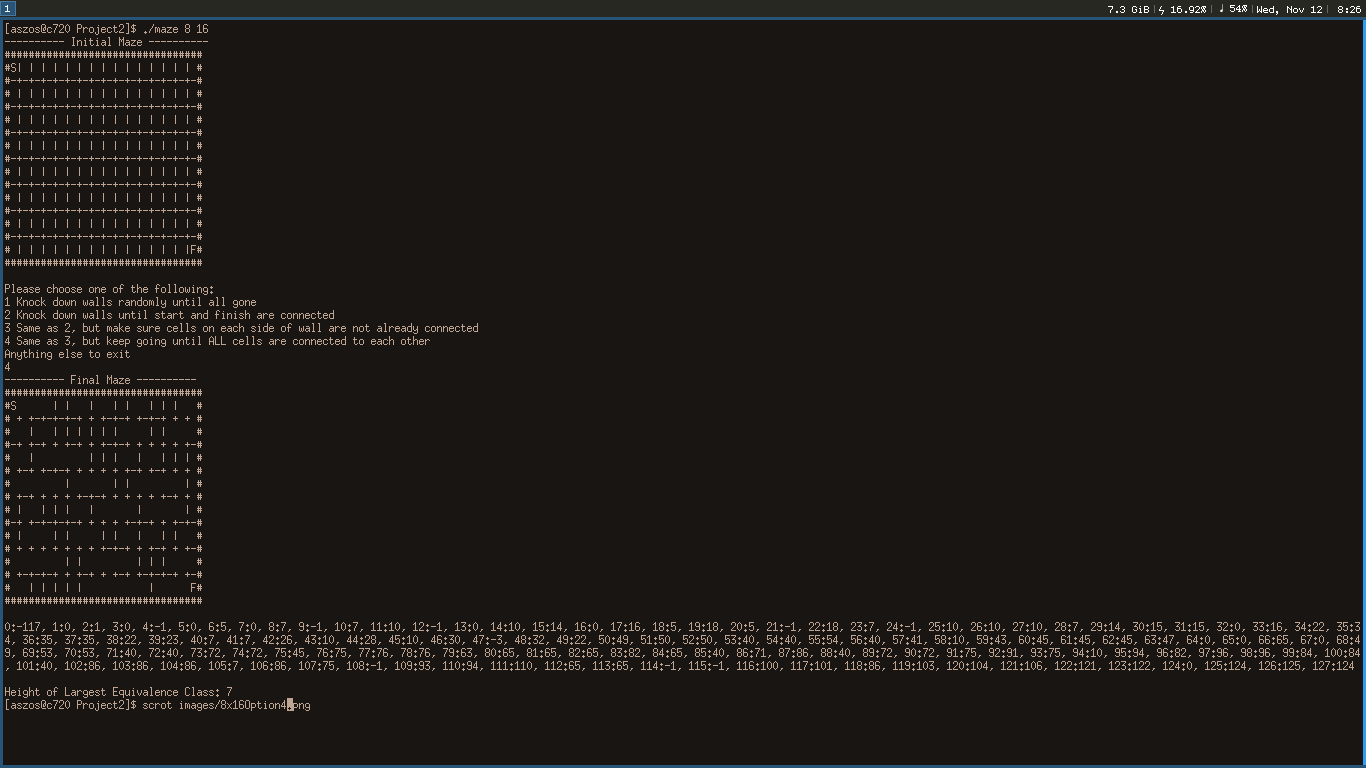 1
7.3 GiB| 16.92%| 54%|Wed, Nov 12| 8:26
[aszos@c720 Project2]$ ./maze 8 16
---------- Initial Maze ----------
#################################
#S| | | | | | | | | | | | | | | #
#-+-+-+-+-+-+-+-+-+-+-+-+-+-+-+-#
# | | | | | | | | | | | | | | | #
#-+-+-+-+-+-+-+-+-+-+-+-+-+-+-+-#
# | | | | | | | | | | | | | | | #
#-+-+-+-+-+-+-+-+-+-+-+-+-+-+-+-#
# | | | | | | | | | | | | | | | #
#-+-+-+-+-+-+-+-+-+-+-+-+-+-+-+-#
# | | | | | | | | | | | | | | | #
#-+-+-+-+-+-+-+-+-+-+-+-+-+-+-+-#
# | | | | | | | | | | | | | | | #
#-+-+-+-+-+-+-+-+-+-+-+-+-+-+-+-#
# | | | | | | | | | | | | | | | #
#-+-+-+-+-+-+-+-+-+-+-+-+-+-+-+-#
# | | | | | | | | | | | | | | |F#
#################################
Please choose one of the following:
1 Knock down walls randomly until all gone
2 Knock down walls until start and finish are connected
3 Same as 2, but make sure cells on each side of wall are not already connected
4 Same as 3, but keep going until ALL cells are connected to each other
Anything else to exit
4
---------- Final Maze ----------
#################################
#S      | |   |   | |   | | |   #
# + +-+-+-+-+ + +-+-+ +-+-+ + + #
#   |   | | | | | |     | |     #
#-+ +-+ + +-+ + +-+-+ + + + + +-#
#   |         | | |   |   | | | #
# +-+ +-+-+ + + + + +-+ +-+ + + #
#         |       | |         | #
# +-+ + + + +-+-+ + + + + +-+ + #
# |   | | |   |       |       | #
#-+ +-+-+-+-+ + + + +-+-+ + +-+-#
# |     | |     | |   | |     | #
# + + + + + + + +-+-+ + +-+ + +-#
#         | |         | | |     #
# +-+-+-+ +-+ + + +-+ +-+-+-+ +-#
#   | | | | |           |      F#
#################################
0:-117, 1:0, 2:1, 3:0, 4:-1, 5:0, 6:5, 7:0, 8:7, 9:-1, 10:7, 11:10, 12:-1, 13:0, 14:10, 15:14, 16:0, 17:16, 18:5, 19:18, 20:5, 21:-1, 22:18, 23:7, 24:-1, 25:10, 26:10, 27:10, 28:7, 29:14, 30:15, 31:15, 32:0, 33:16, 34:22, 35:3
4, 36:35, 37:35, 38:22, 39:23, 40:7, 41:7, 42:26, 43:10, 44:28, 45:10, 46:30, 47:-3, 48:32, 49:22, 50:49, 51:50, 52:50, 53:40, 54:40, 55:54, 56:40, 57:41, 58:10, 59:43, 60:45, 61:45, 62:45, 63:47, 64:0, 65:0, 66:65, 67:0, 68:4
9, 69:53, 70:53, 71:40, 72:40, 73:72, 74:72, 75:45, 76:75, 77:76, 78:76, 79:63, 80:65, 81:65, 82:65, 83:82, 84:65, 85:40, 86:71, 87:86, 88:40, 89:72, 90:72, 91:75, 92:91, 93:75, 94:10, 95:94, 96:82, 97:96, 98:96, 99:84, 100:84
, 101:40, 102:86, 103:86, 104:86, 105:7, 106:86, 107:75, 108:-1, 109:93, 110:94, 111:110, 112:65, 113:65, 114:-1, 115:-1, 116:100, 117:101, 118:86, 119:103, 120:104, 121:106, 122:121, 123:122, 124:0, 125:124, 126:125, 127:124
Height of Largest Equivalence Class: 7
[aszos@c720 Project2]$ scrot images/8x16Option4.png